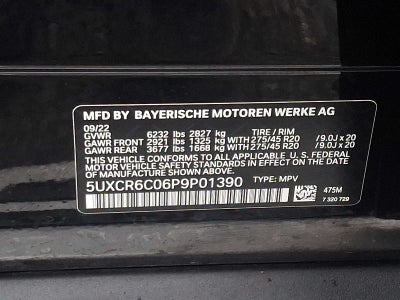 MFD BY BAYERISCHE MOTOREN WERKE AG
09/22
GVWR 6232 lbs 2827 kg TIRE / RIM
GAWR FRONT 2921 lbs 1325 kg WITH 275/45 R20 / 9.0J x 20
GAWR REAR 3677 lbs 1668 kg WITH 275/45 R20 / 9.0J x 20
THIS VEHICLE CONFORMS TO ALL APPLICABLE U.S. FEDERAL
MOTOR VEHICLE SAFETY STANDARDS IN EFFECT ON THE
DATE OF MANUFACTURE SHOWN ABOVE.
5UXCR6C06P9P01390 TYPE: MPV
475M
7 320 729